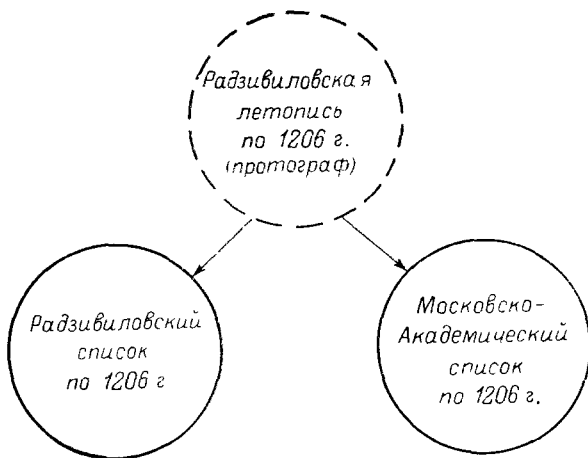 Радзивиловская
летопись
по 1206 г.
(протограф)
Радзивиловский
список
по 1206 г
Московско-
Академический
список
по 1206 г.